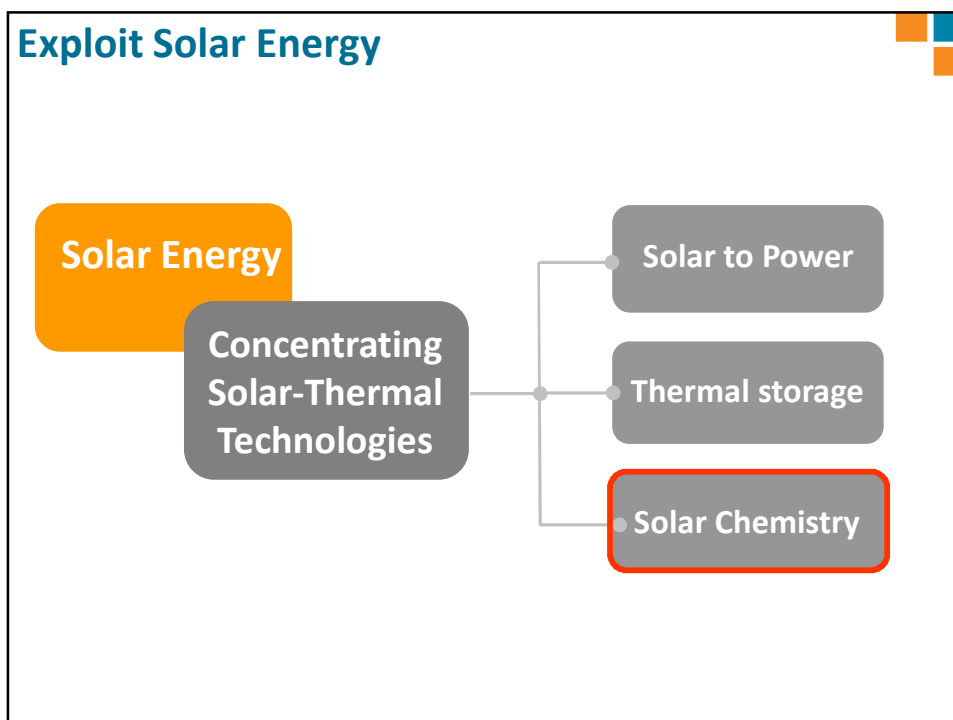 Exploit Solar Energy
Solar Energy
Concentrating
Solar-Thermal
Technologies
Solar to Power
Thermal storage
Solar Chemistry